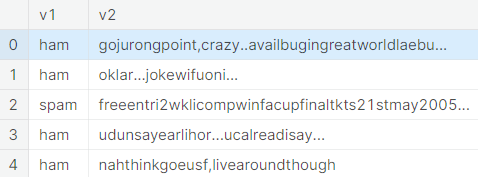 v1 v2
0 ham gojurongpoint,crazy..availbugingreatworldlaebu...
1 ham oklar...jokewifuoni...
2 spam freeentri2wklicompwinfacupfinaltkts21stmay2005...
3 ham udunsayearlihor...ucalreadisay...
4 ham nahthinkgoeusf,livearoundthough